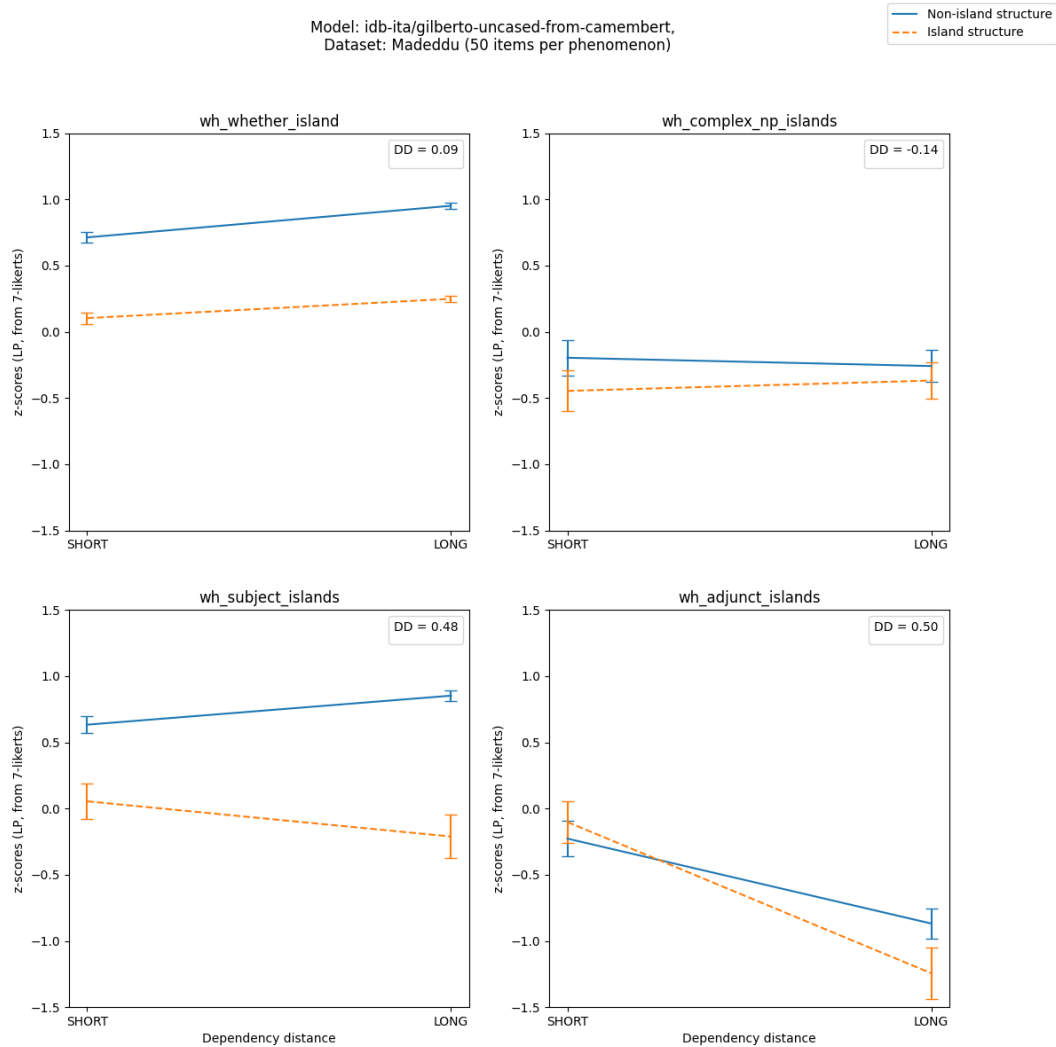 Model: idb-ita/gilberto-uncased-from-camembert,
Dataset: Madeddu (50 items per phenomenon)
Non-island structure
Island structure
wh_whether_island
DD = 0.09
z-scores (LP, from 7-likerts)
1.5
1.0
0.5
0.0
−0.5
−1.0
−1.5
SHORT
LONG
wh_complex_np_islands
DD = -0.14
z-scores (LP, from 7-likerts)
1.5
1.0
0.5
0.0
−0.5
−1.0
−1.5
SHORT
LONG
wh_subject_islands
DD = 0.48
z-scores (LP, from 7-likerts)
1.5
1.0
0.5
0.0
−0.5
−1.0
−1.5
SHORT
LONG
Dependency distance
wh_adjunct_islands
DD = 0.50
z-scores (LP, from 7-likerts)
1.5
1.0
0.5
0.0
−0.5
−1.0
−1.5
SHORT
LONG
Dependency distance